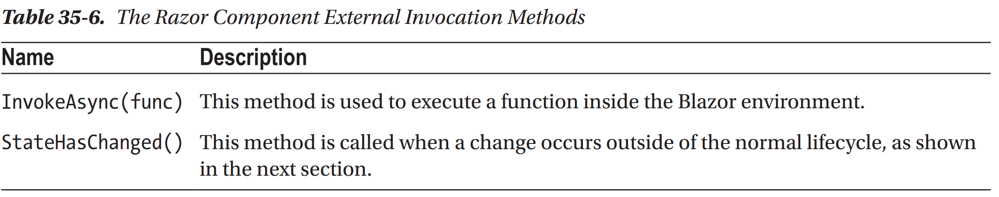 Table 35-6. The Razor Component External Invocation Methods
Name Description
InvokeAsync(func) This method is used to execute a function inside the Blazor environment.
StateHasChanged() This method is called when a change occurs outside of the normal lifecycle, as shown
in the next section.